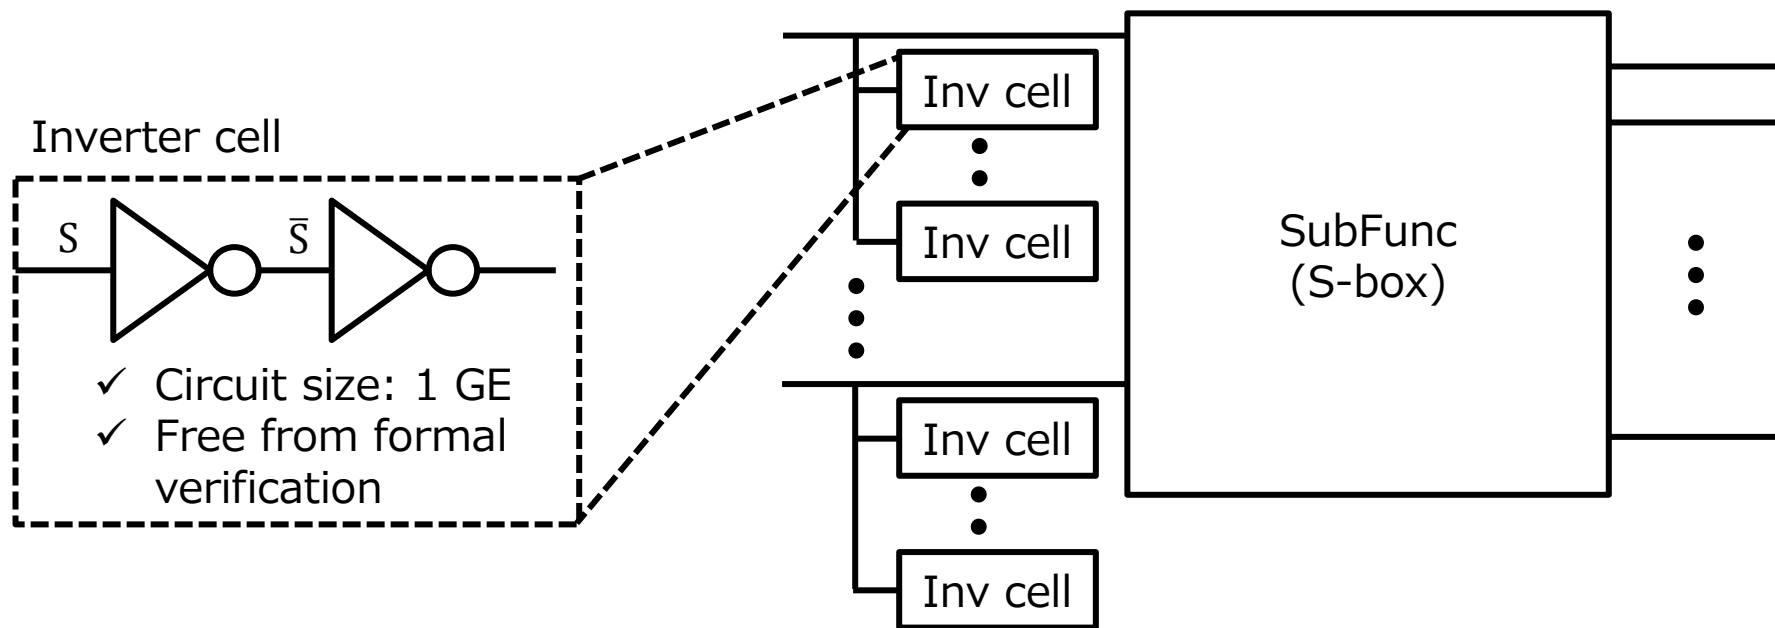 Inverter cell
S
S̄
✓ Circuit size: 1 GE
✓ Free from formal
verification
Inv cell
Inv cell
Inv cell
Inv cell
SubFunc
(S-box)